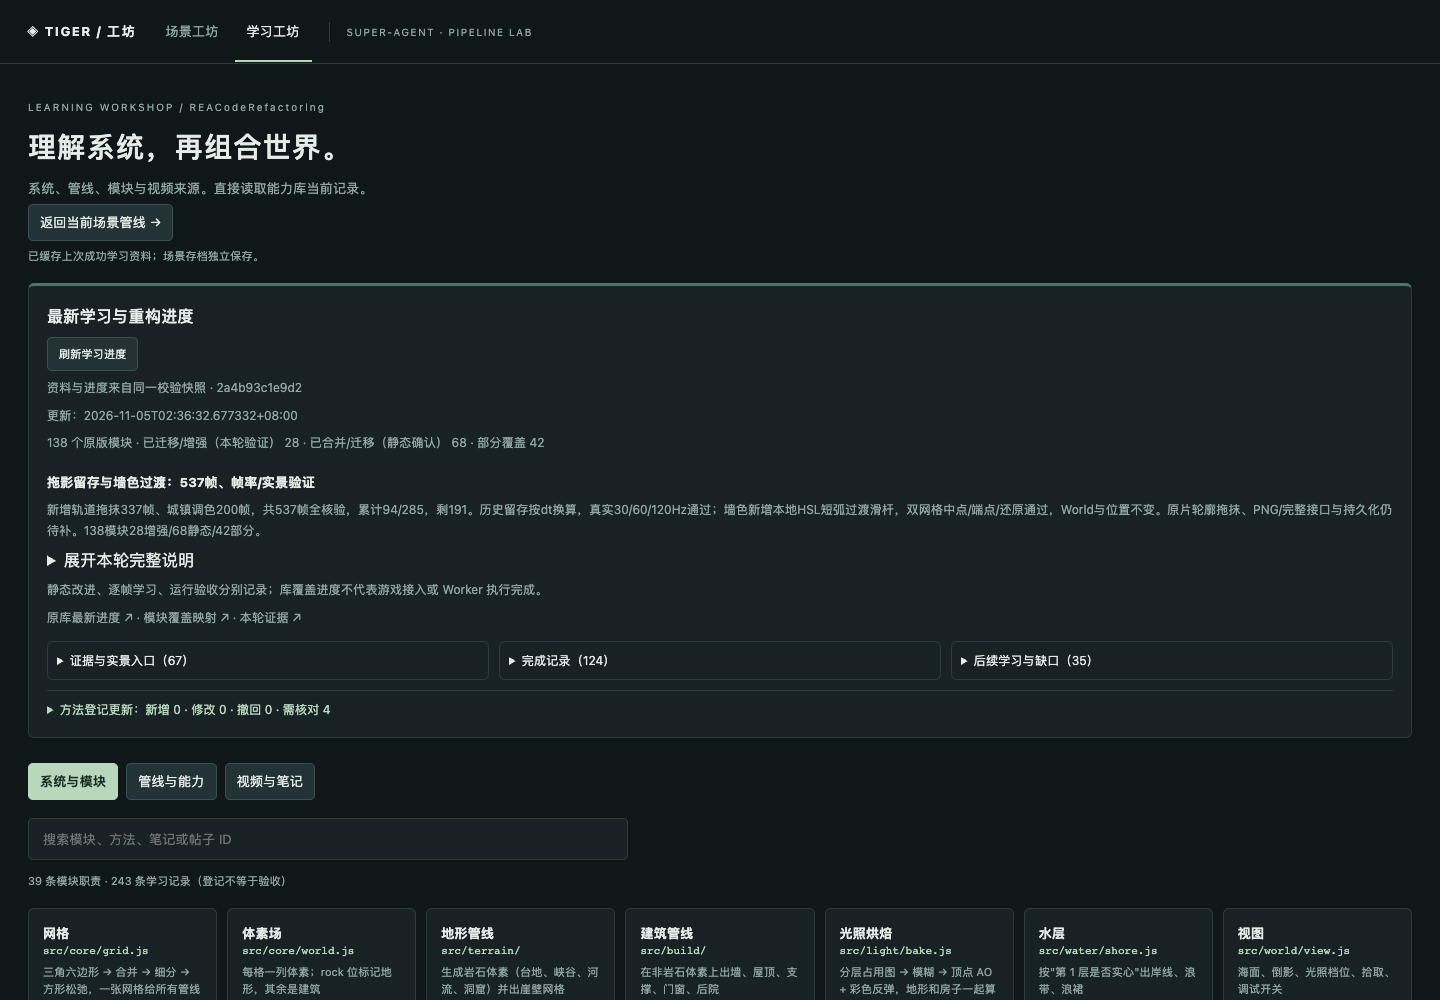 ◈ TIGER / 工坊 场景工坊 学习工坊 SUPER-AGENT · PIPELINE LAB
LEARNING WORKSHOP / REACodeRefactoring
理解系统，再组合世界。
系统、管线、模块与视频来源。直接读取能力库当前记录。
返回当前场景管线 →
已缓存上次成功学习资料；场景存档独立保存。
最新学习与重构进度
刷新学习进度
资料与进度来自同一校验快照 · 2a4b93c1e9d2
更新：2026-11-05T02:36:32.677332+08:00
138 个原版模块 · 已迁移/增强（本轮验证） 28 · 已合并/迁移（静态确认） 68 · 部分覆盖 42
拖影留存与墙色过渡：537帧、帧率/实景验证
新增轨道拖抹337帧、城镇调色200帧，共537帧全核验，累计94/285，剩191。历史留存按dt换算，真实30/60/120Hz通过；墙色新增本地HSL短弧过渡滑杆，双网格中点/端点/还原通过，World与位置不变。原片轮廓拖抹、PNG/完整接口与持久化仍
待补。138模块28增强/68静态/42部分。
▶ 展开本轮完整说明
静态改进、逐帧学习、运行验收分别记录；库覆盖进度不代表游戏接入或 Worker 执行完成。
原库最新进度 ↗ · 模块覆盖映射 ↗ · 本轮证据 ↗
▶ 证据与实景入口（67） ▶ 完成记录（124） ▶ 后续学习与缺口（35）
▶ 方法登记更新：新增 0 · 修改 0 · 撤回 0 · 需核对 4
系统与模块 管线与能力 视频与笔记
搜索模块、方法、笔记或帖子 ID
39 条模块职责 · 243 条学习记录（登记不等于验收）
网格
src/core/grid.js
三角六边形 → 合并 → 细分 →
方形松弛，一张网格给所有管线
体素场
src/core/world.js
每格一列体素；rock 位标记地
形，其余是建筑
地形管线
src/terrain/
生成岩石体素（台地、峡谷、河
流、洞窟）并出崖壁网格
建筑管线
src/build/
在非岩石体素上出墙、屋顶、支
撑、门窗、后院
光照烘焙
src/light/bake.js
分层占用图 → 模糊 → 顶点 AO
+ 彩色反弹，地形和房子一起算
水层
src/water/shore.js
按"第 1 层是否实心"出岸线、浪
带、浪裙
视图
src/world/view.js
海面、倒影、光照档位、拾取、
调试开关